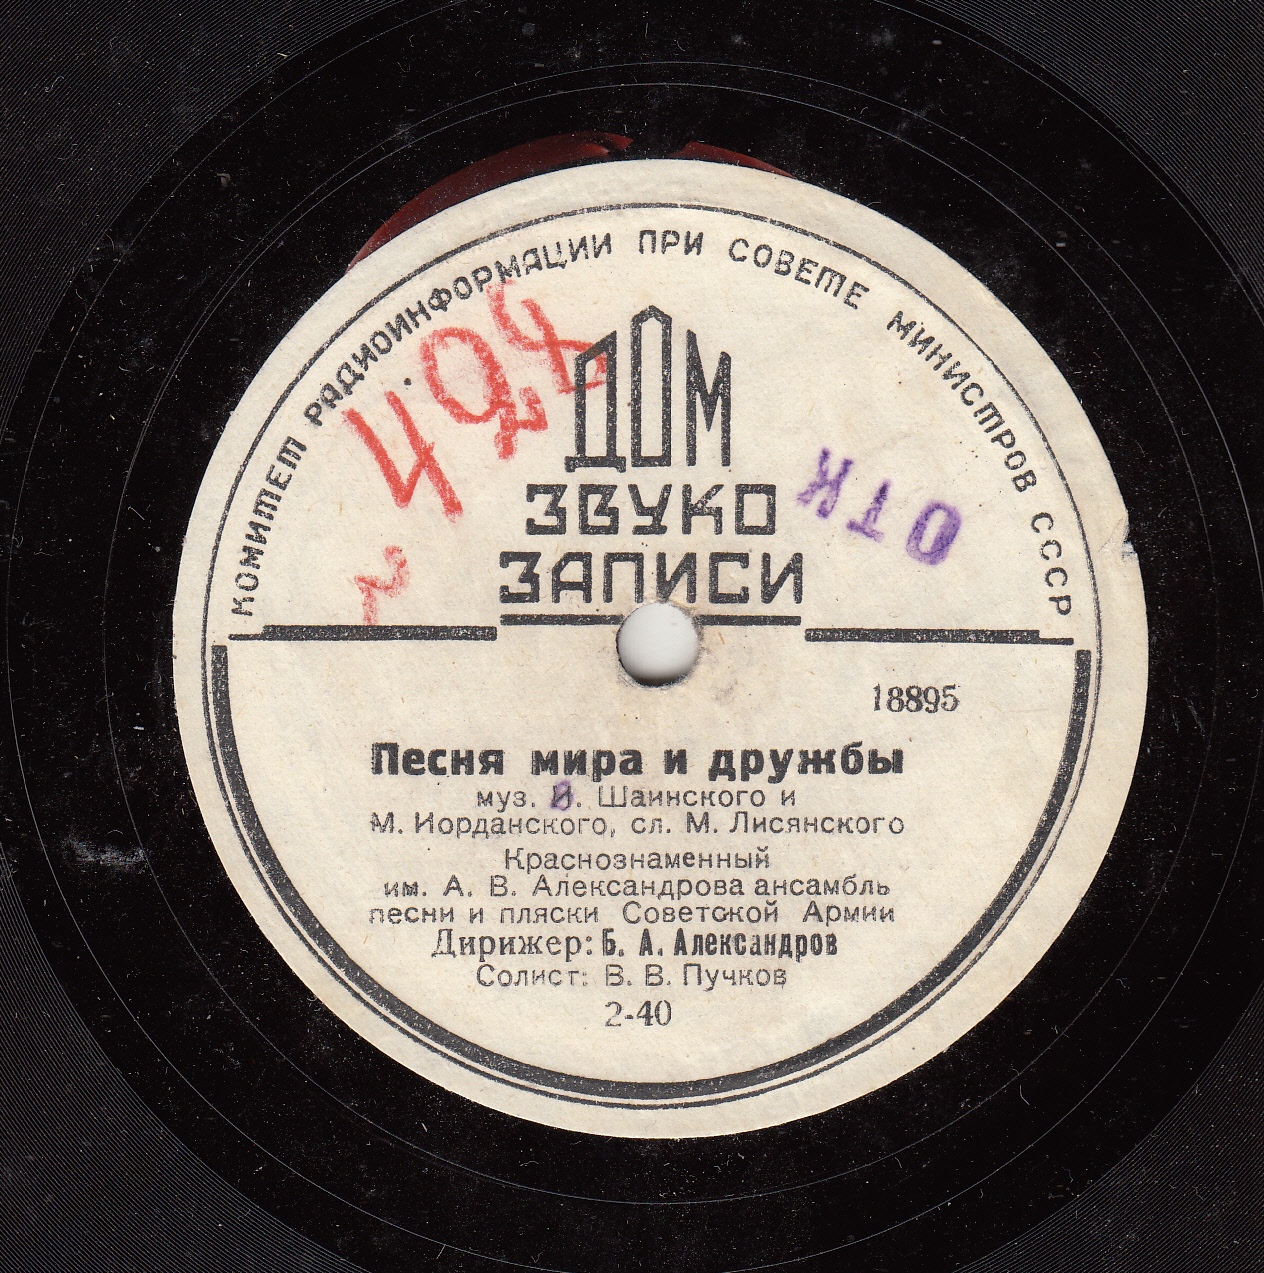 КОМИТЕТ РАДИОИНФОРМАЦИИ ПРИ СОВЕТЕ МИНИСТРОВ СССР
ДОМ
ЗВУКО
ЗАПИСИ
ОТК
18895
Песня мира и дружбы
муз. В. Шаинского и
М. Иорданского, сл. М. Лисянского
Краснознаменный
им. А. В. Александрова ансамбль
песни и пляски Советской Армии
Дирижер: Б. А. Александров
Солист: В. В. Пучков
2-40